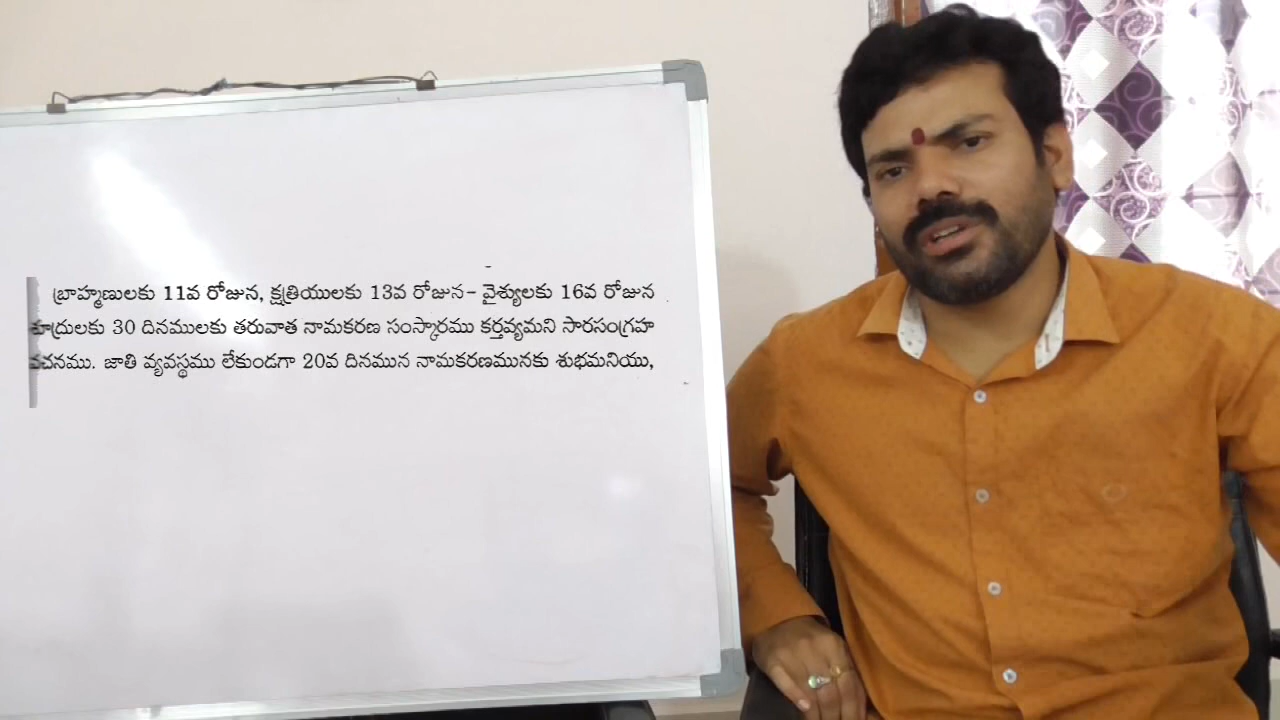 బ్రాహ్మణులకు 11వ రోజున, క్షత్రియులకు 13వ రోజున- వైశ్యులకు 16వ రోజున
శూద్రులకు 30 దినములకు తరువాత నామకరణ సంస్కారము కర్తవ్యమని సారసంగ్రహ
వచనము. జాతి వ్యవస్థము లేకుండగా 20వ దినమున నామకరణమునకు శుభమనియు,